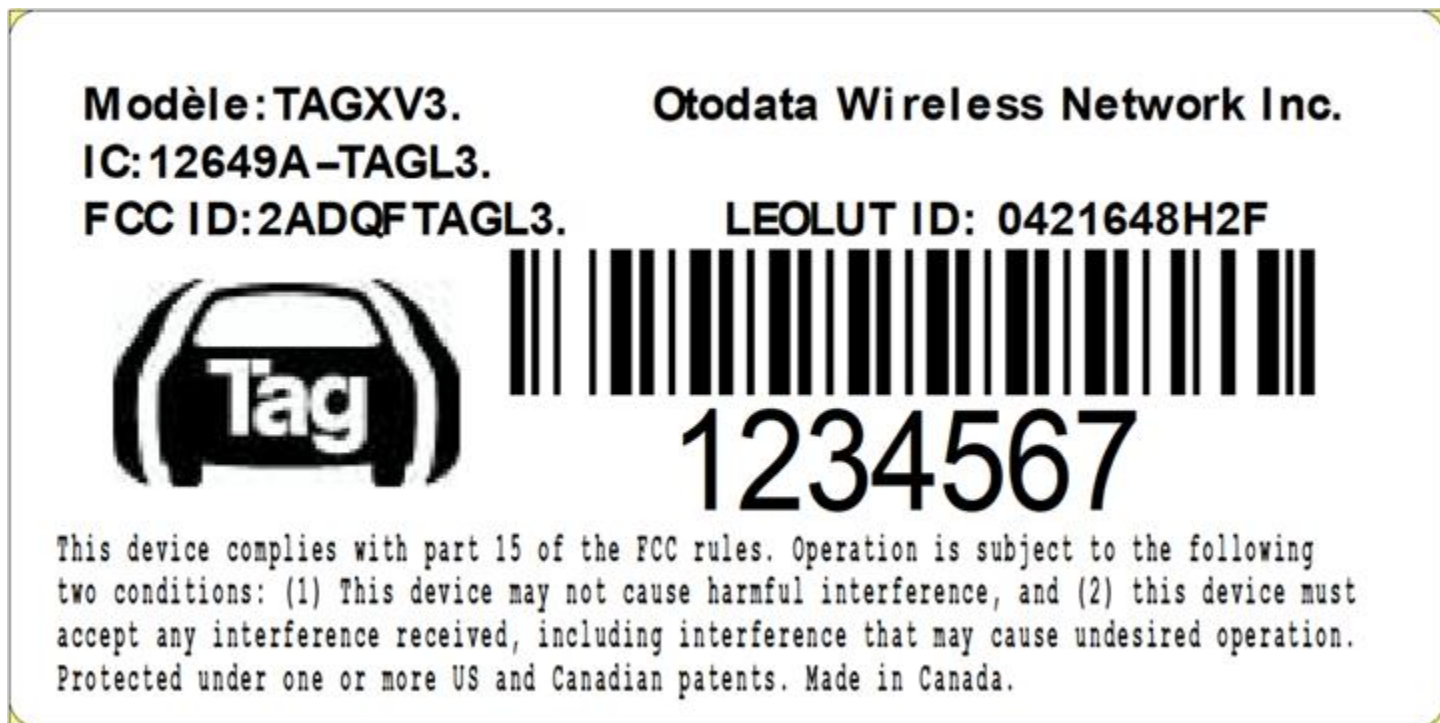 Modèle:TAGXV3. Otodata Wireless Network Inc.
IC:12649A-TAGL3.
FCC ID:2ADQFTAGL3. LEOLUT ID: 0421648H2F
Tag
1234567
This device complies with part 15 of the FCC rules. Operation is subject to the following
two conditions: (1) This device may not cause harmful interference, and (2) this device must
accept any interference received, including interference that may cause undesired operation.
Protected under one or more US and Canadian patents. Made in Canada.